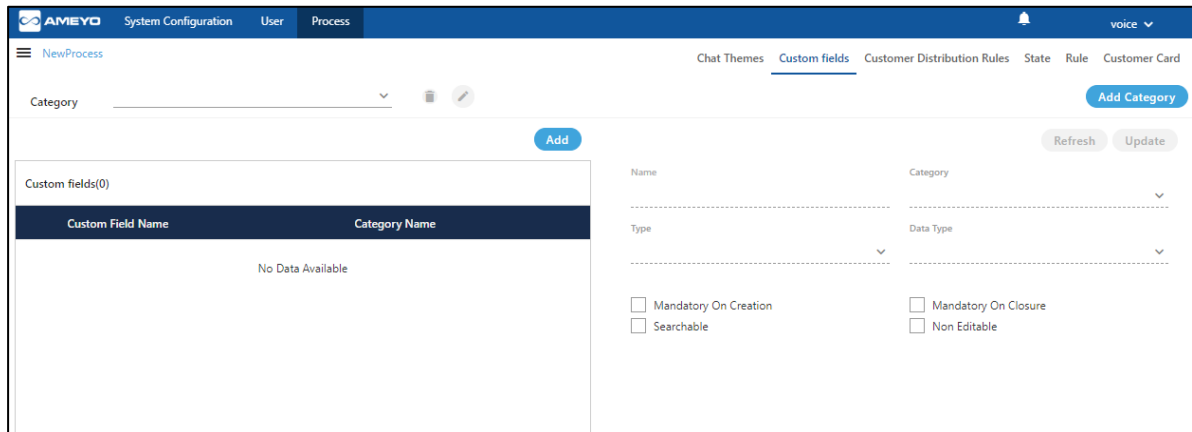 AMEYO System Configuration User Process voice
NewProcess Chat Themes Custom fields Customer Distribution Rules State Rule Customer Card
Category Add Category
Add Refresh Update
Custom fields(0)
Custom Field Name Category Name
No Data Available
Name Category
Type Data Type
Mandatory On Creation Mandatory On Closure
Searchable Non Editable